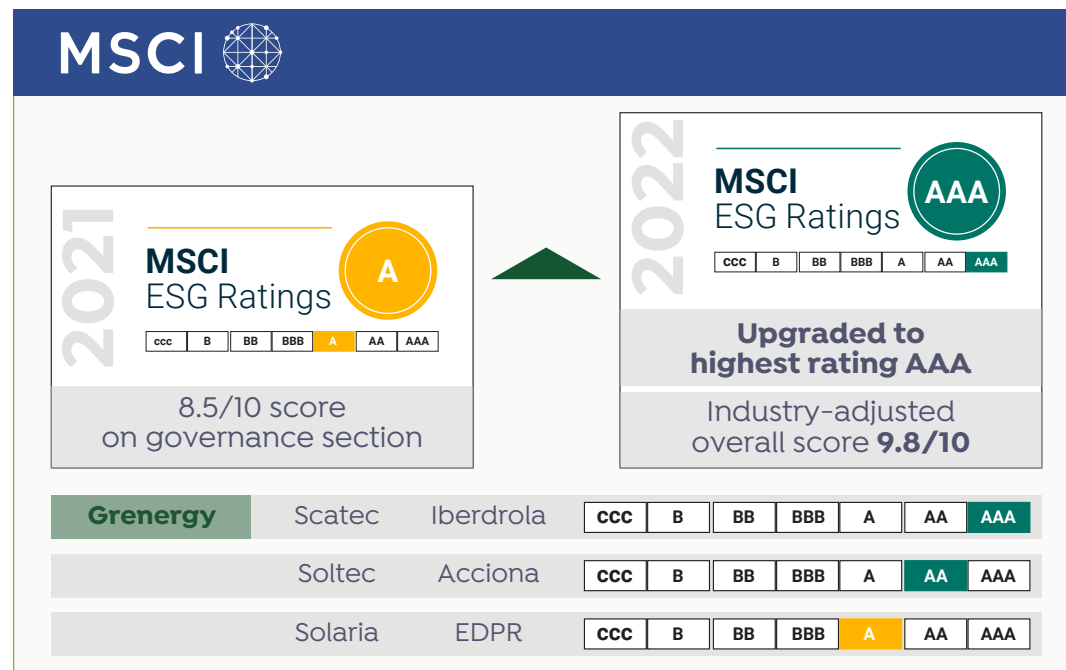 MSCI
2021
MSCI
ESG Ratings
A
ccc B BB BBB A AA AAA
8.5/10 score
on governance section
2022
MSCI
ESG Ratings
AAA
CCC B BB BBB A AA AAA
Upgraded to
highest rating AAA
Industry-adjusted
overall score 9.8/10
Grenergy Scatec Iberdrola CCC B BB BBB A AA AAA
Soltec Acciona CCC B BB BBB A AA AAA
Solaria EDPR CCC B BB BBB A AA AAA